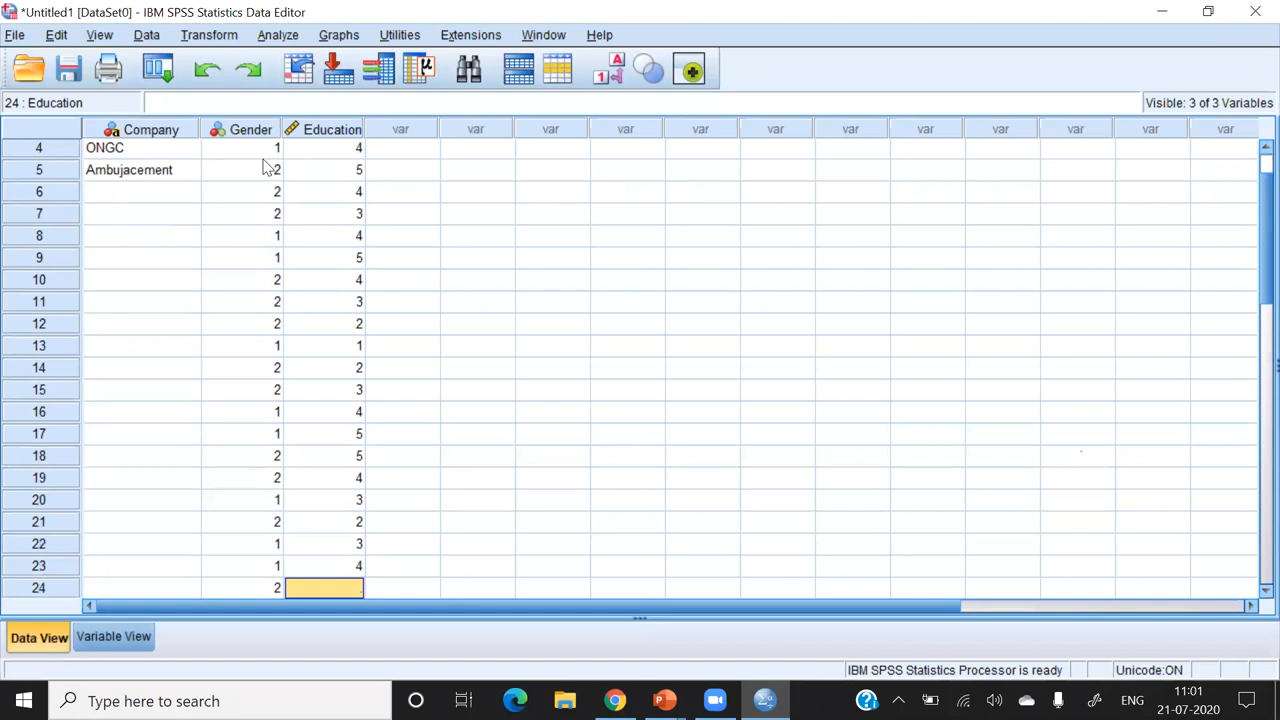 *Untitled1 [DataSet0] - IBM SPSS Statistics Data Editor
File Edit View Data Transform Analyze Graphs Utilities Extensions Window Help
24 : Education Visible: 3 of 3 Variables
Company Gender Education var var var var var var var var var var var var
4 ONGC 1 4
5 Ambujacement 2 5
6 2 4
7 2 3
8 1 4
9 1 5
10 2 4
11 2 3
12 2 2
13 1 1
14 2 2
15 2 3
16 1 4
17 1 5
18 2 5
19 2 4
20 1 3
21 2 2
22 1 3
23 1 4
24 2 .
Data View Variable View
IBM SPSS Statistics Processor is ready Unicode:ON
Type here to search ENG 11:01
21-07-2020